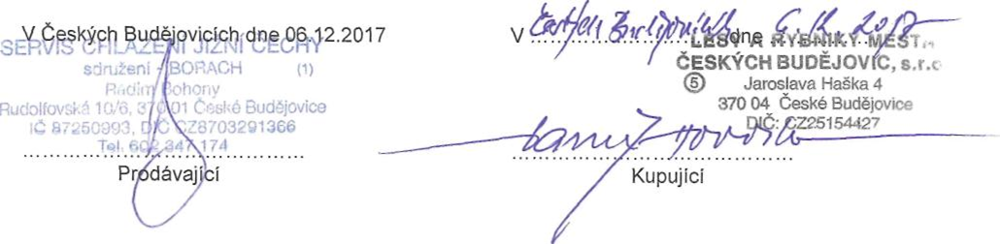 V Českých Budějovicích dne 06.12.2017
SERVIS CHLAZENÍ JIŽNÍ ČECHY
sdružení - BORACH (1)
Radim Bohony
Rudolfovská 10/6, 370 01 České Budějovice
IČ 87250993, DIČ CZ8703291366
Tel. 602 347 174
Prodávající
V Českých Budějovicích dne 6.12.2017
LESY A RYBNÍKY MĚSTA
ČESKÝCH BUDĚJOVIC, s.r.o
5 Jaroslava Haška 4
370 04 České Budějovice
DIČ: CZ25154427
Kupující